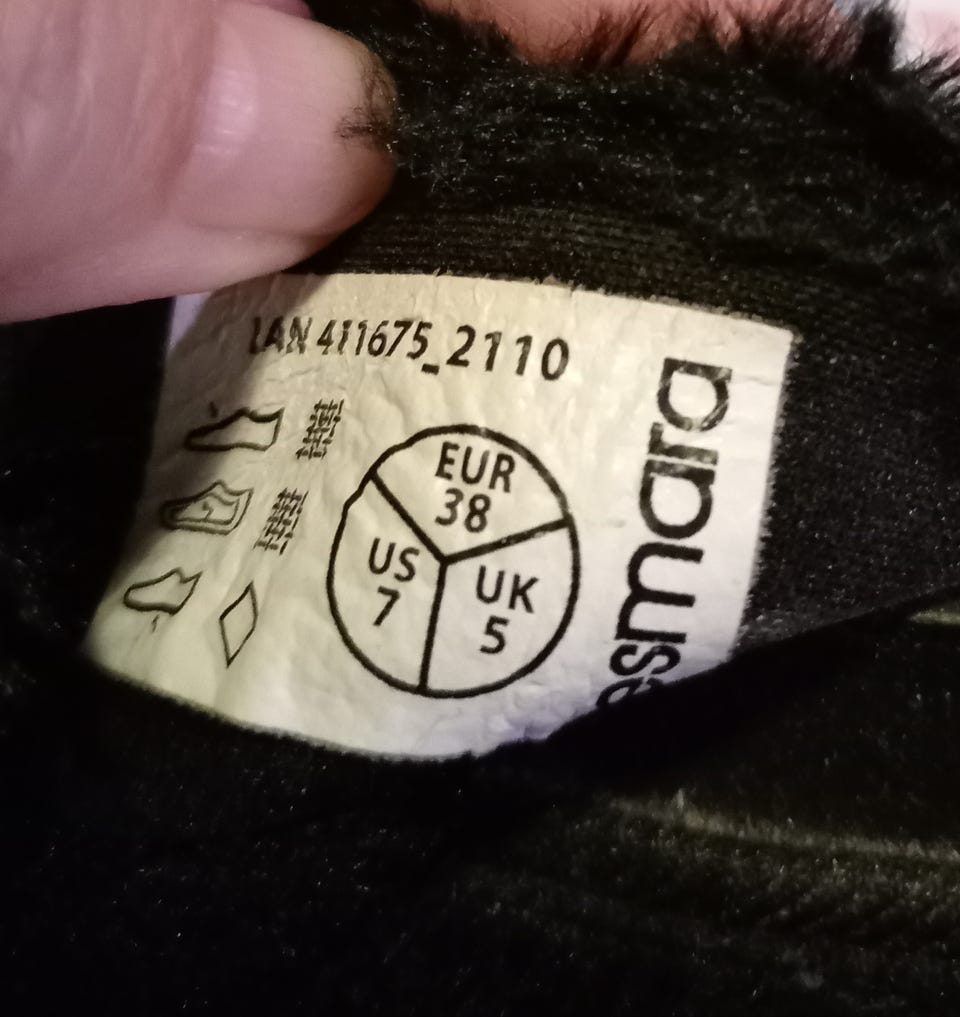 IAN 411675_2110
EUR
38
US
7
UK
5
esmara